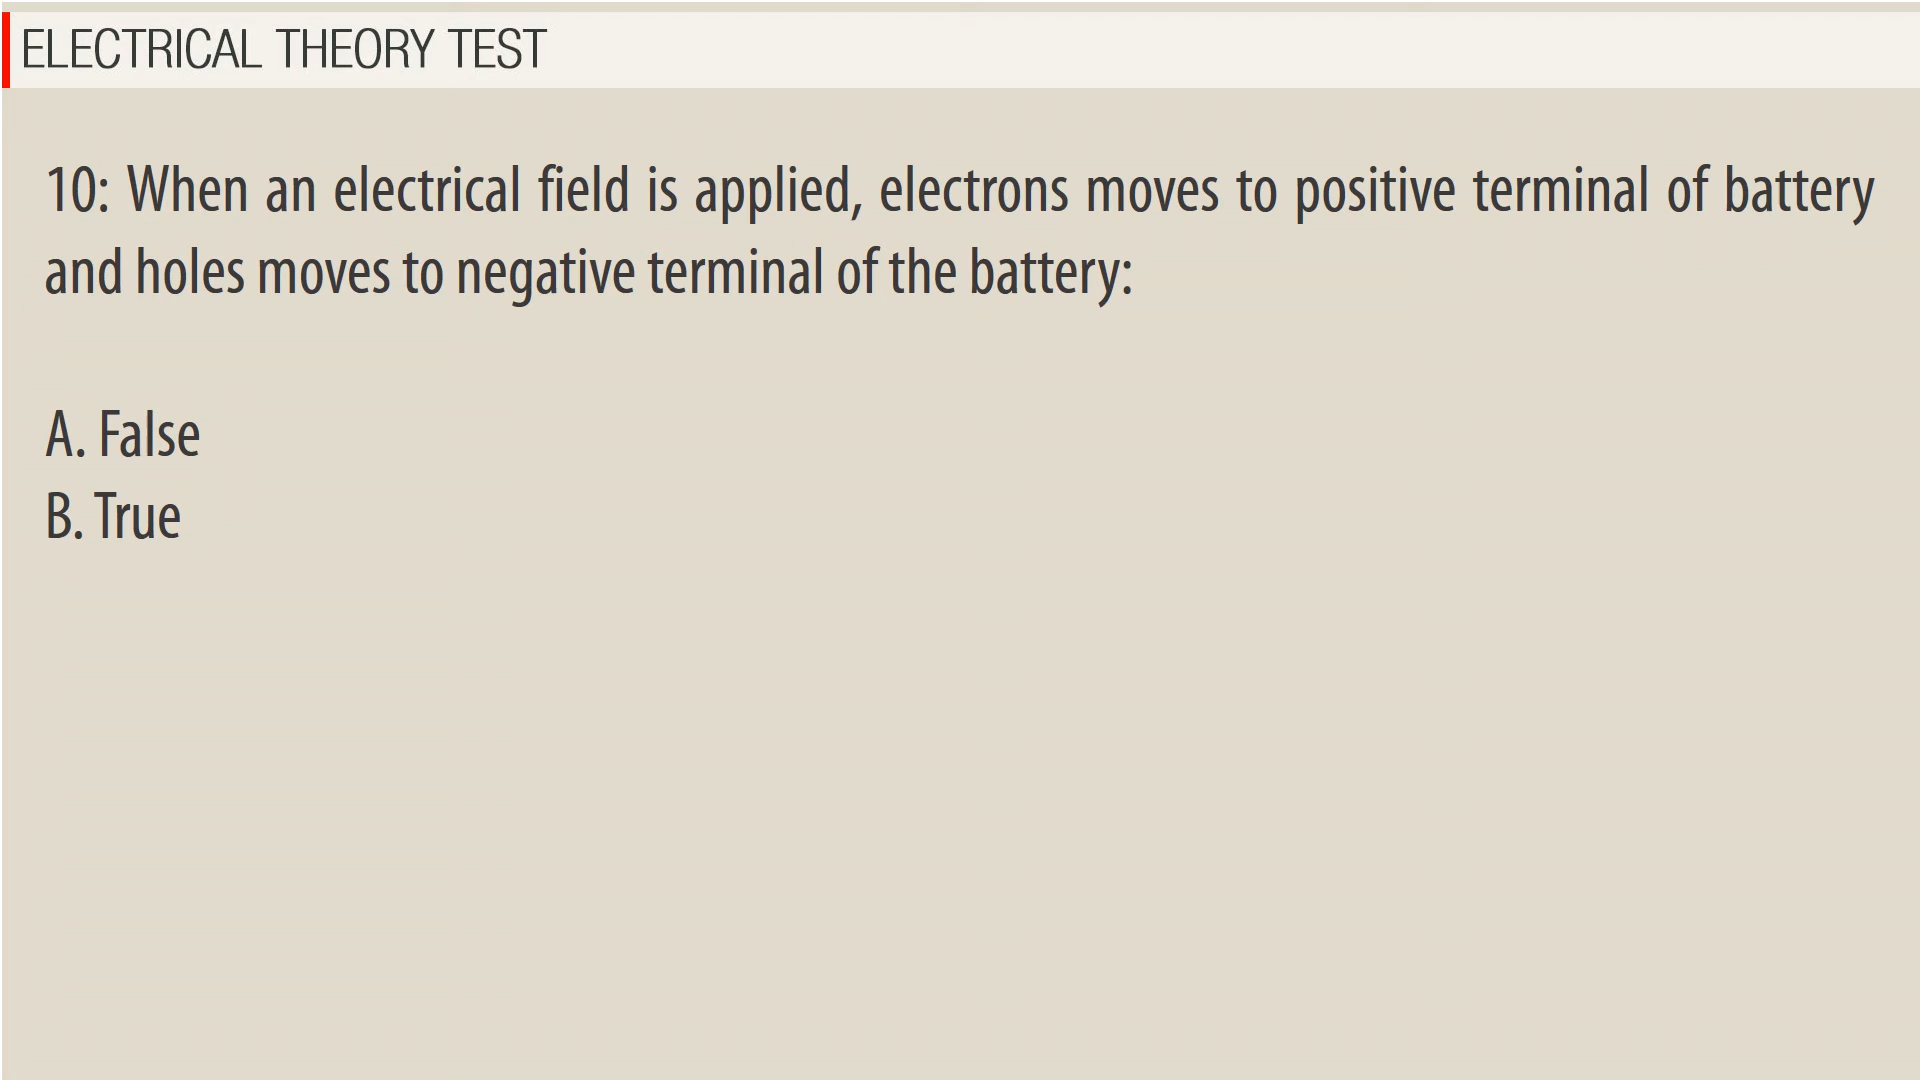 ELECTRICAL THEORY TEST
10: When an electrical field is applied, electrons moves to positive terminal of battery
and holes moves to negative terminal of the battery:
A. False
B. True